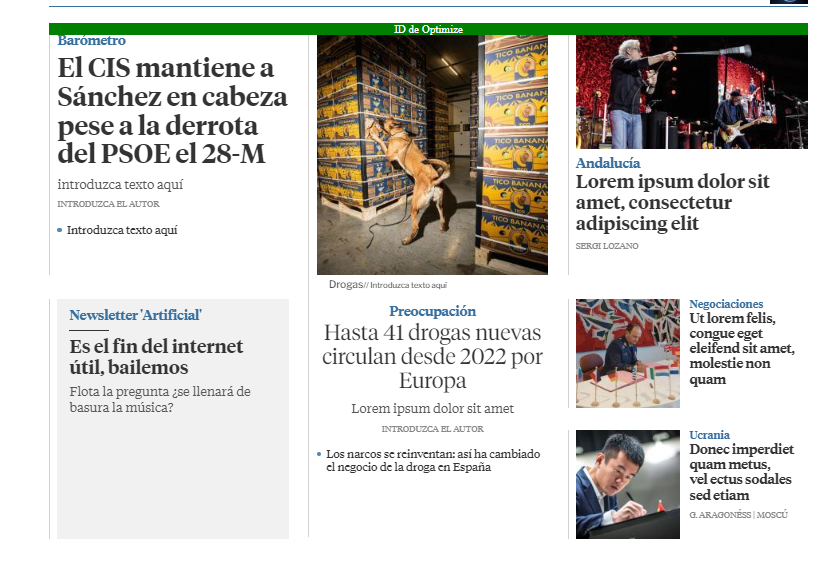 ID de Optimize
Barómetro
El CIS mantiene a
Sánchez en cabeza
pese a la derrota
del PSOE el 28-M
introduzca texto aquí
INTRODUZCA EL AUTOR
Introduzca texto aquí
Newsletter 'Artificial'
Es el fin del internet
útil, bailemos
Flota la pregunta ¿se llenará de
basura la música?
TICO BANANAS
Drogas// Introduzca texto aquí
Preocupación
Hasta 41 drogas nuevas
circulan desde 2022 por
Europa
Lorem ipsum dolor sit amet
INTRODUZCA EL AUTOR
Los narcos se reinventan: así ha cambiado
el negocio de la droga en España
Andalucía
Lorem ipsum dolor sit
amet, consectetur
adipiscing elit
SERGI LOZANO
Negociaciones
Ut lorem felis,
congue eget
eleifend sit amet,
molestie non
quam
Ucrania
Donec imperdiet
quam metus,
vel ectus sodales
sed etiam
G. ARAGONÉSS | MOSCÚ